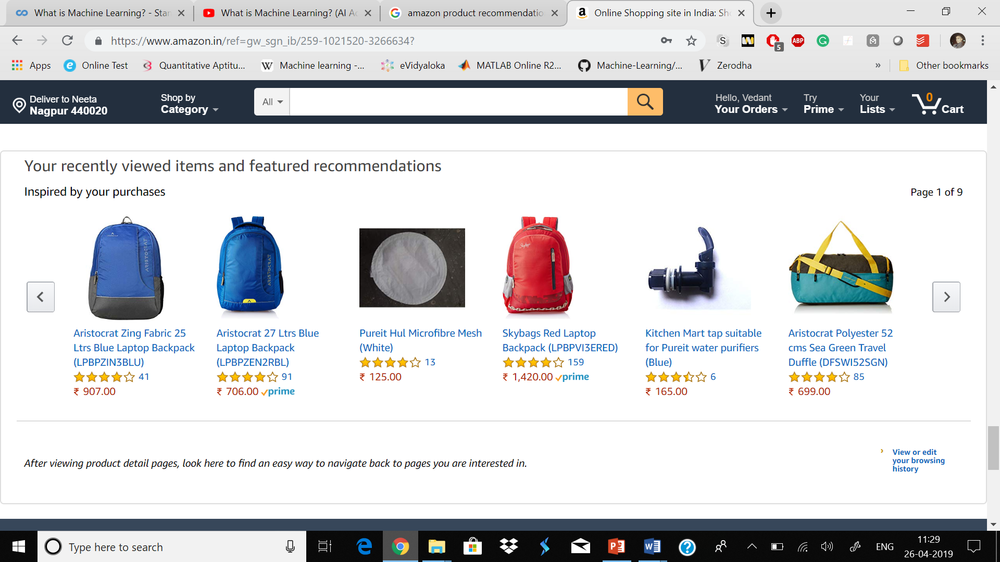 What is Machine Learning? - Stan
What is Machine Learning? (AI Ac
amazon product recommendatio
Online Shopping site in India: Sho
https://www.amazon.in/ref=gw_sgn_ib/259-1021520-3266634?
5
ABP
Apps
Online Test
Quantitative Aptitu...
Machine learning -...
eVidyaloka
MATLAB Online R2...
Machine-Learning/...
Zerodha
»
Other bookmarks
Deliver to Neeta
Nagpur 440020
Shop by
Category
All
Hello, Vedant
Your Orders
Try
Prime
Your
Lists
0
Cart
Your recently viewed items and featured recommendations
Inspired by your purchases
Page 1 of 9
ARISTOCRAT
ARISTOCRAT
Skybags
Aristocrat Zing Fabric 25
Ltrs Blue Laptop Backpack
(LPBPZIN3BLU)
41
₹ 907.00
Aristocrat 27 Ltrs Blue
Laptop Backpack
(LPBPZEN2RBL)
91
₹ 706.00 prime
Pureit Hul Microfibre Mesh
(White)
13
₹ 125.00
Skybags Red Laptop
Backpack (LPBPVI3ERED)
159
₹ 1,420.00 prime
Kitchen Mart tap suitable
for Pureit water purifiers
(Blue)
6
₹ 165.00
Aristocrat Polyester 52
cms Sea Green Travel
Duffle (DFSWI52SGN)
85
₹ 699.00
After viewing product detail pages, look here to find an easy way to navigate back to pages you are interested in.
View or edit
your browsing
history
Type here to search
ENG
11:29
26-04-2019